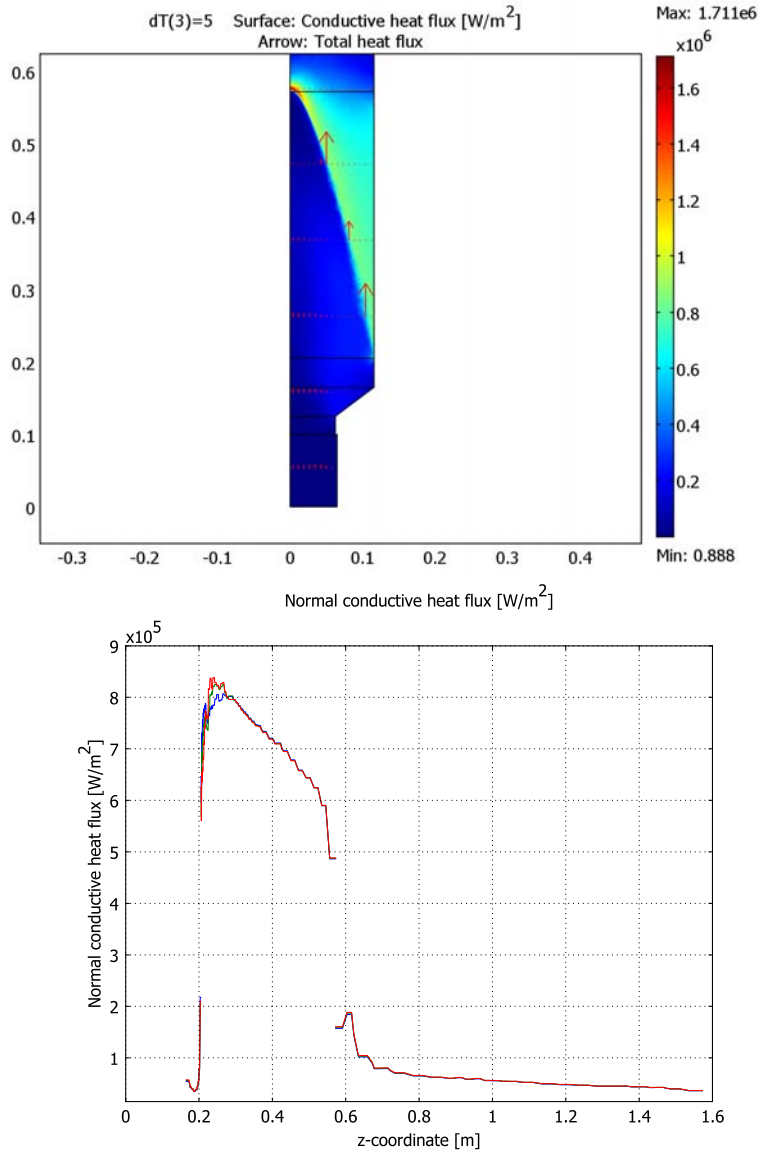 dT(3)=5 Surface: Conductive heat flux [W/m2]
Arrow: Total heat flux
Max: 1.711e6
x10^6
0.6
0.5
0.4
0.3
0.2
0.1
0
-0.3 -0.2 -0.1 0 0.1 0.2 0.3 0.4
1.6
1.4
1.2
1
0.8
0.6
0.4
0.2
Min: 0.888
Normal conductive heat flux [W/m2]
x10^5
9
8
7
6
5
4
3
2
1
Normal conductive heat flux [W/m2]
0 0.2 0.4 0.6 0.8 1 1.2 1.4 1.6
z-coordinate [m]